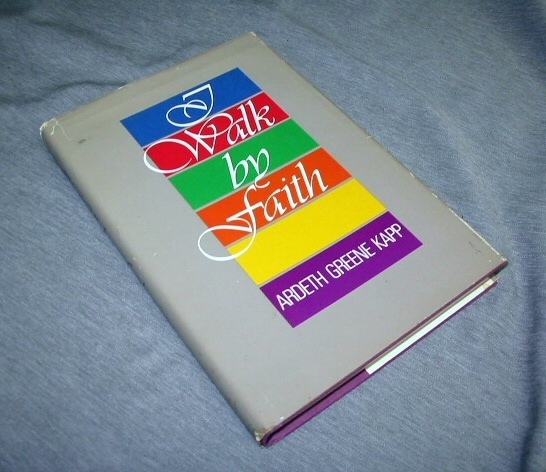 I
Walk
by
Faith
ARDETH GREENE KAPP